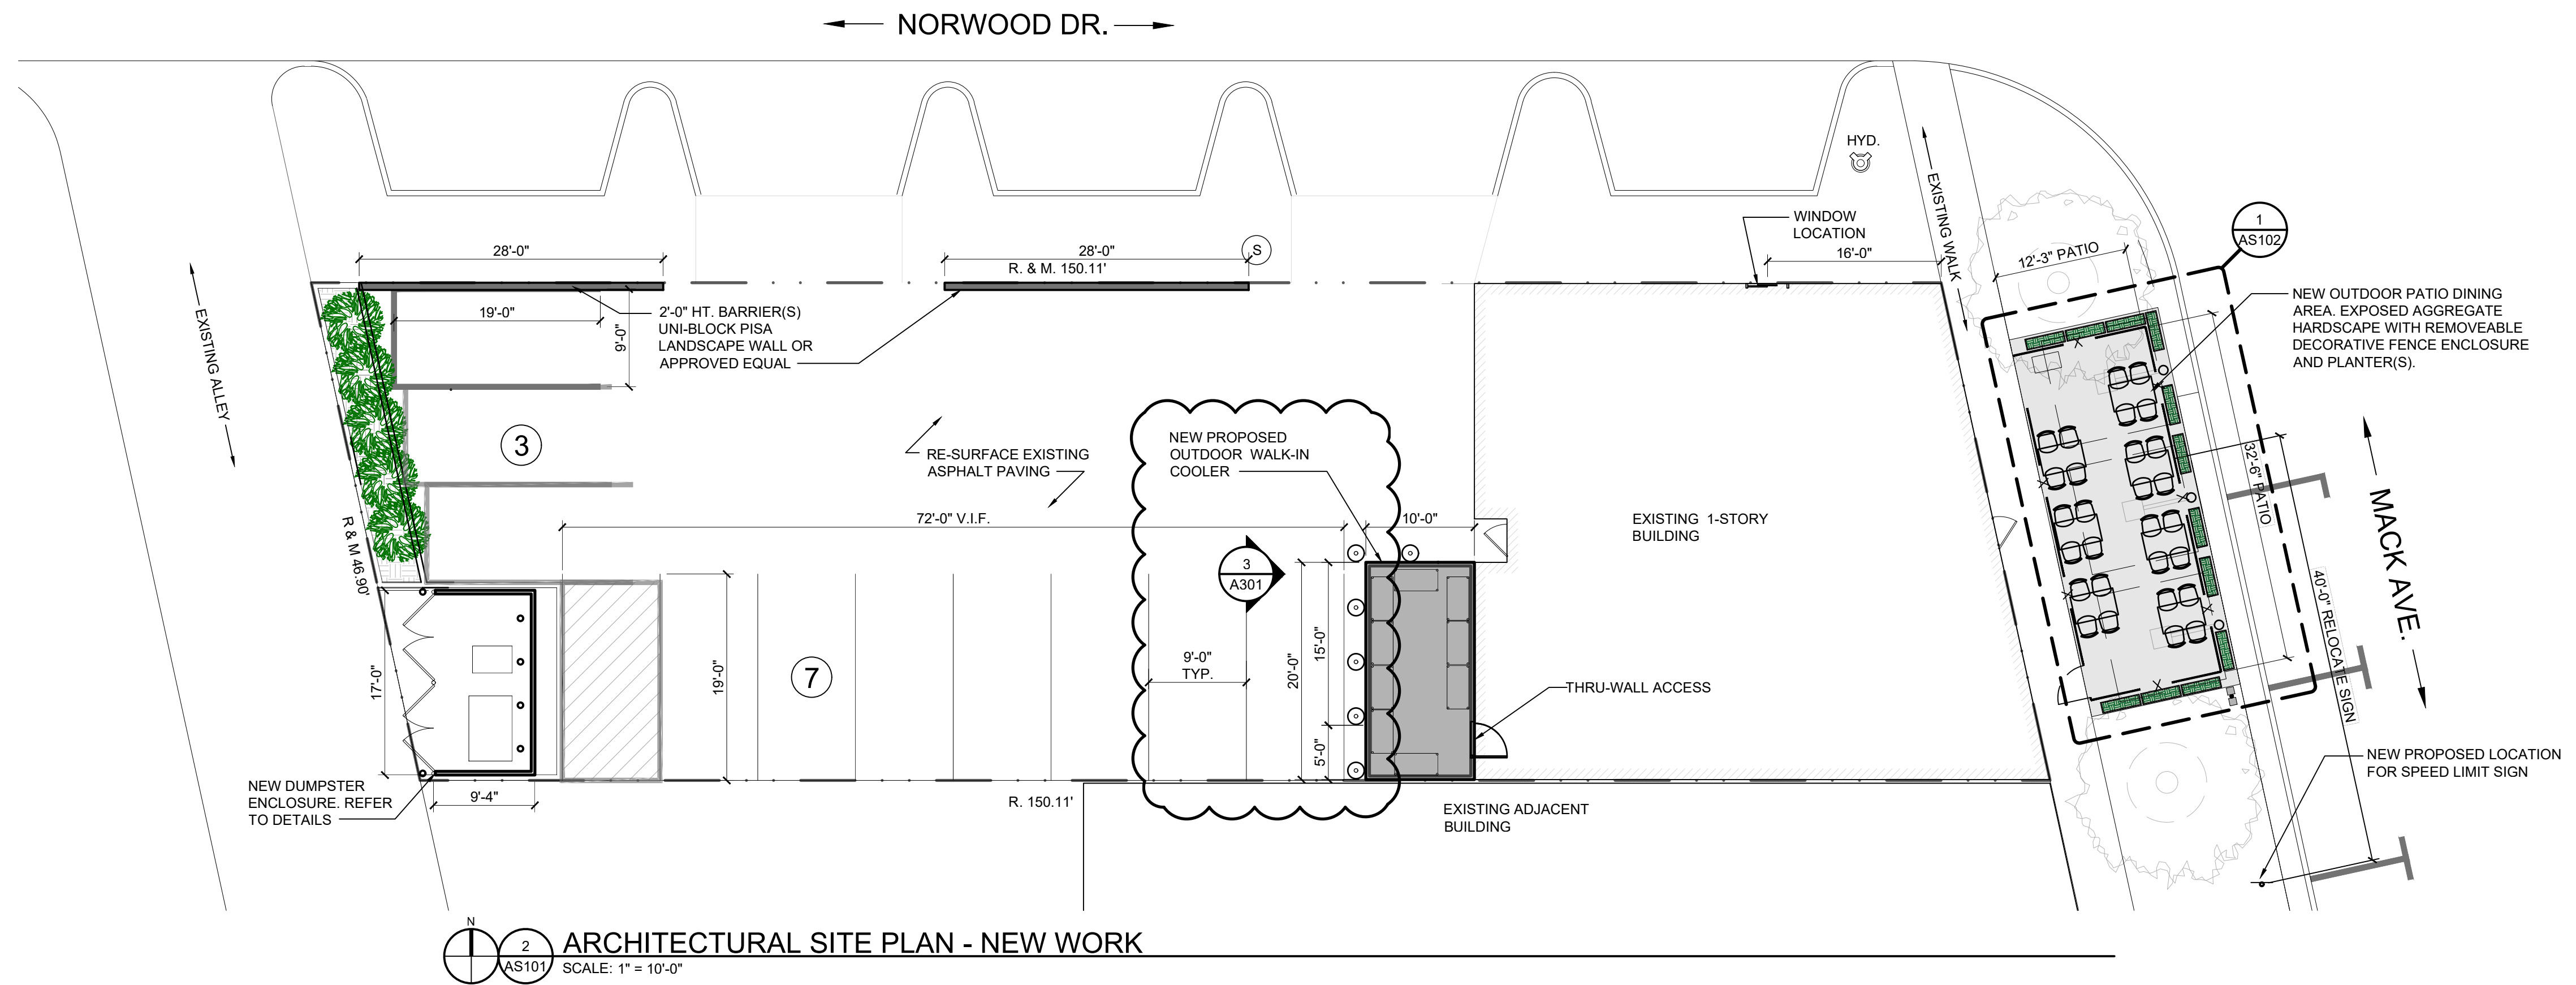 NORWOOD DR.
HYD.
EXISTING WALK
WINDOW
LOCATION
16'-0"
1
AS102
12'-3" PATIO
28'-0"
28'-0"
S
R. & M. 150.11'
EXISTING ALLEY
19'-0"
9'-0"
2'-0" HT. BARRIER(S)
UNI-BLOCK PISA
LANDSCAPE WALL OR
APPROVED EQUAL
NEW OUTDOOR PATIO DINING
AREA. EXPOSED AGGREGATE
HARDSCAPE WITH REMOVEABLE
DECORATIVE FENCE ENCLOSURE
AND PLANTER(S).
3
RE-SURFACE EXISTING
ASPHALT PAVING
NEW PROPOSED
OUTDOOR WALK-IN
COOLER
32'-6" PATIO
MACK AVE.
R & M 46.90'
72'-0" V.I.F.
10'-0"
EXISTING 1-STORY
BUILDING
3
A301
40'-0" RELOCATE SIGN
17'-0"
19'-0"
7
9'-0"
TYP.
20'-0"
15'-0"
5'-0"
THRU-WALL ACCESS
NEW DUMPSTER
ENCLOSURE. REFER
TO DETAILS
9'-4"
R. 150.11'
EXISTING ADJACENT
BUILDING
NEW PROPOSED LOCATION
FOR SPEED LIMIT SIGN
N
2
AS101
ARCHITECTURAL SITE PLAN - NEW WORK
SCALE: 1" = 10'-0"